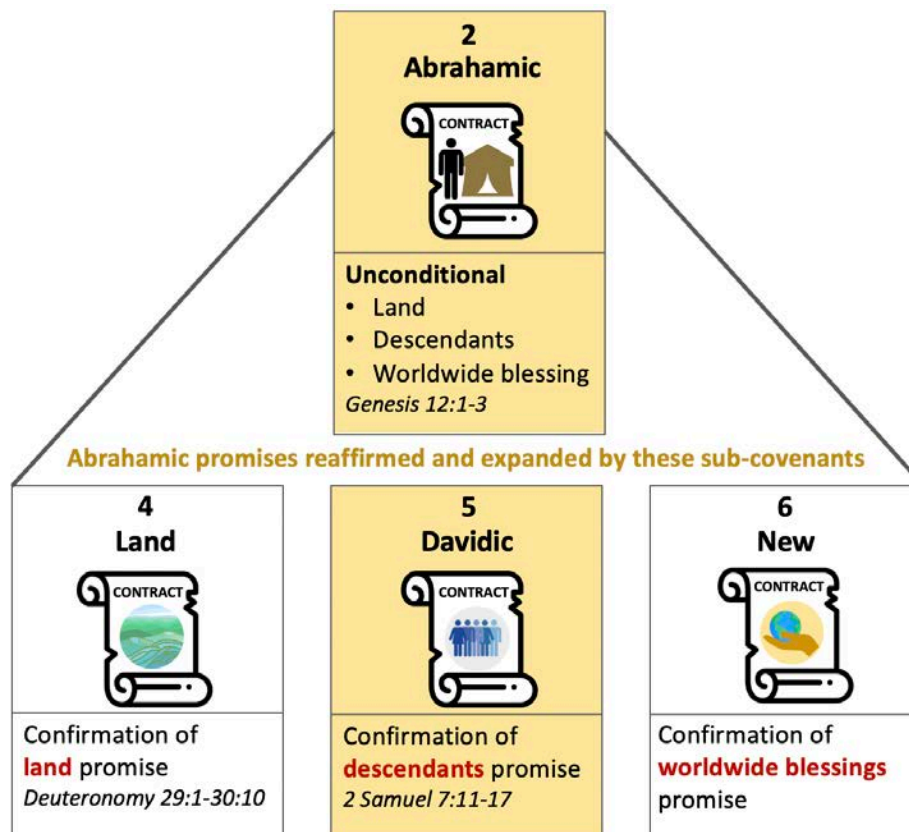 2
Abrahamic
CONTRACT
Unconditional
• Land
• Descendants
• Worldwide blessing
Genesis 12:1-3
Abrahamic promises reaffirmed and expanded by these sub-covenants
4
Land
CONTRACT
Confirmation of
land promise
Deuteronomy 29:1-30:10
5
Davidic
CONTRACT
Confirmation of
descendants promise
2 Samuel 7:11-17
6
New
CONTRACT
Confirmation of
worldwide blessings
promise